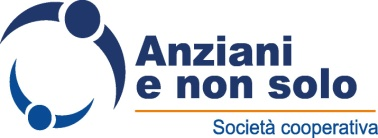 Anziani
e non solo
Società cooperativa